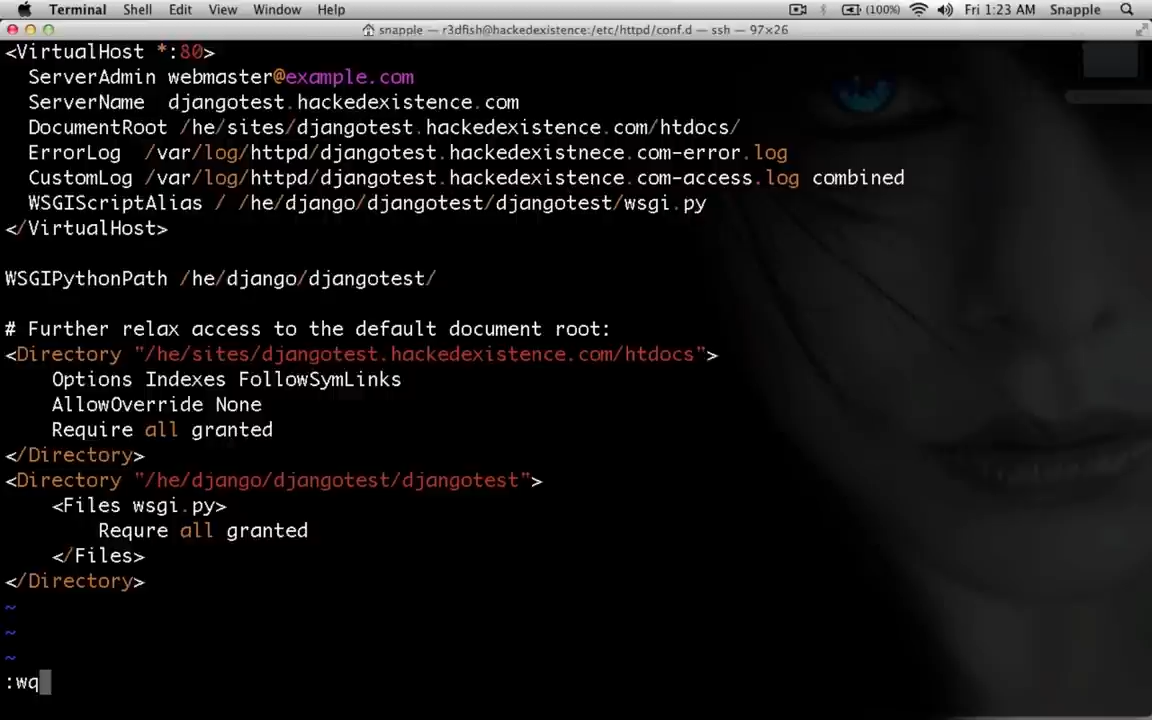 Terminal Shell Edit View Window Help (100%) Fri 1:23 AM Snapple
snapple — r3dfish@hackedexistence:/etc/httpd/conf.d — ssh — 97×26
<VirtualHost *:80>
ServerAdmin webmaster@example.com
ServerName djangotest.hackedexistence.com
DocumentRoot /he/sites/djangotest.hackedexistence.com/htdocs/
ErrorLog /var/log/httpd/djangotest.hackedexistnece.com-error.log
CustomLog /var/log/httpd/djangotest.hackedexistence.com-access.log combined
WSGIScriptAlias / /he/django/djangotest/djangotest/wsgi.py
</VirtualHost>
WSGIPythonPath /he/django/djangotest/
# Further relax access to the default document root:
<Directory "/he/sites/djangotest.hackedexistence.com/htdocs">
Options Indexes FollowSymLinks
AllowOverride None
Require all granted
</Directory>
<Directory "/he/django/djangotest/djangotest">
<Files wsgi.py>
Requre all granted
</Files>
</Directory>
~
~
~
:wq